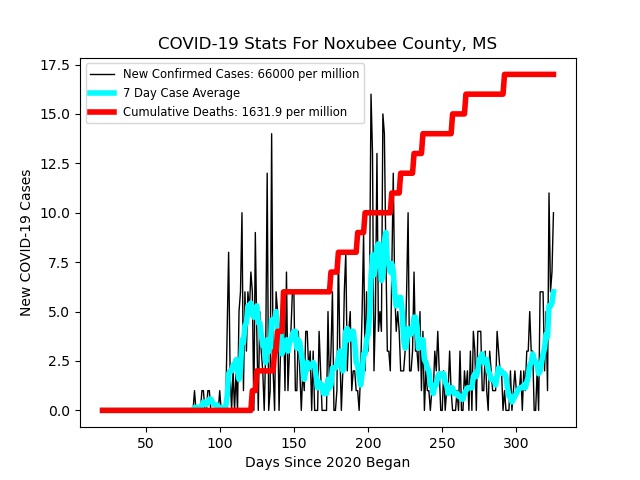 COVID-19 Stats For Noxubee County, MS
New Confirmed Cases: 66000 per million
7 Day Case Average
Cumulative Deaths: 1631.9 per million
New COVID-19 Cases
17.5
15.0
12.5
10.0
7.5
5.0
2.5
0.0
50 100 150 200 250 300
Days Since 2020 Began